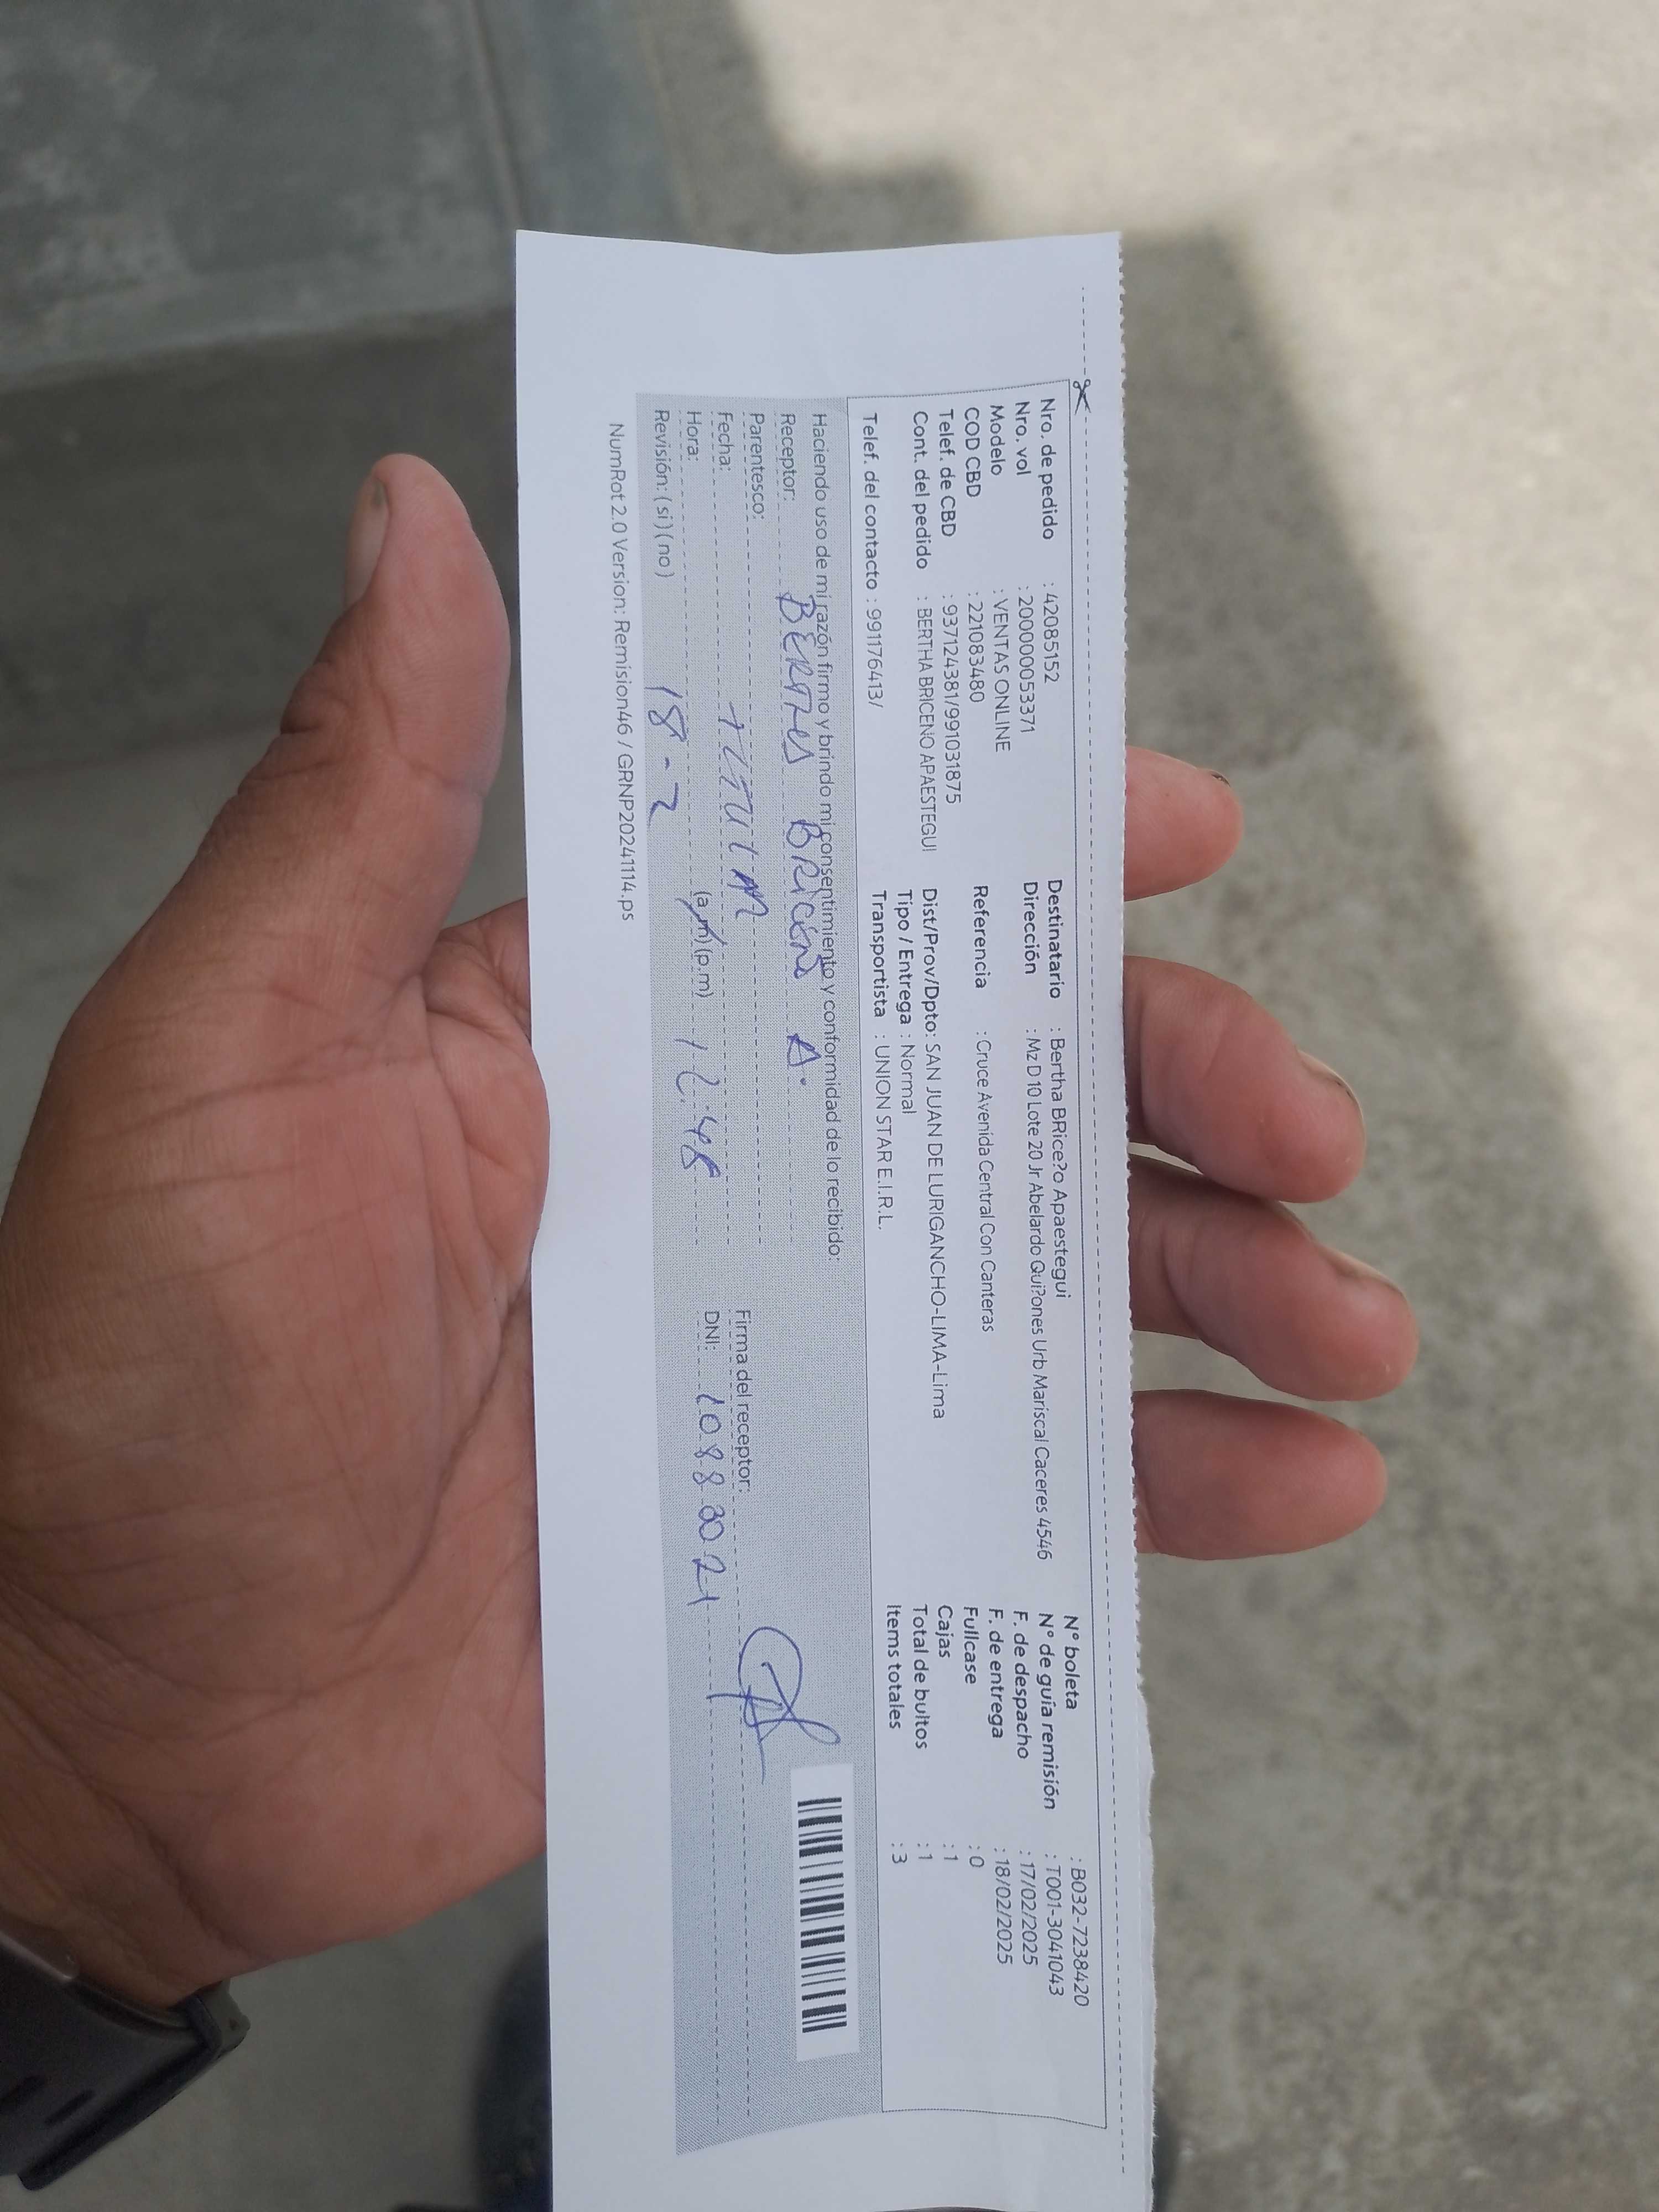 Nro. de pedido : 42085152
Nro. vol : 200000053371
Modelo : VENTAS ONLINE
COD CBD : 221083480
Telef. de CBD : 937124381/991031875
Cont. del pedido : BERTHA BRICENO APAESTEGUI
Telef. del contacto : 991176413/
Destinatario : Bertha BRice?o Apaestegui
Dirección : Mz D 10 Lote 20 Jr Abelardo Qui?ones Urb Mariscal Caceres 4546
Referencia : Cruce Avenida Central Con Canteras
Dist/Prov/Dpto: SAN JUAN DE LURIGANCHO-LIMA-Lima
Tipo / Entrega : Normal
Transportista : UNION STAR E.I.R.L.
N° boleta : B032-7238420
N° de guía remisión : T001-3041043
F. de despacho : 17/02/2025
F. de entrega : 18/02/2025
Fullcase : 0
Cajas : 1
Total de bultos : 1
Items totales : 3
Haciendo uso de mi razón firmo y brindo mi consentimiento y conformidad de lo recibido:
Receptor: BRICEÑO A.
Parentesco:
Fecha: 18-2
Hora: (a.m)(p.m) 12:48
Revisión: (si)(no)
Firma del receptor:
DNI: 10883021
NumRot 2.0 Version: Remision46 / GRNP20241114.ps